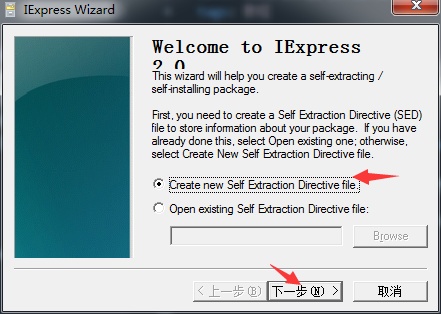 IExpress Wizard
Welcome to IExpress
2.0
This wizard will help you create a self-extracting /
self-installing package.
First, you need to create a Self Extraction Directive (SED)
file to store information about your package.  If you have
already done this, select Open existing one; otherwise,
select Create New Self Extraction Directive file.
Create new Self Extraction Directive file.
Open existing Self Extraction Directive file:
Browse
< 上一步(B) 下一步(N) > 取消